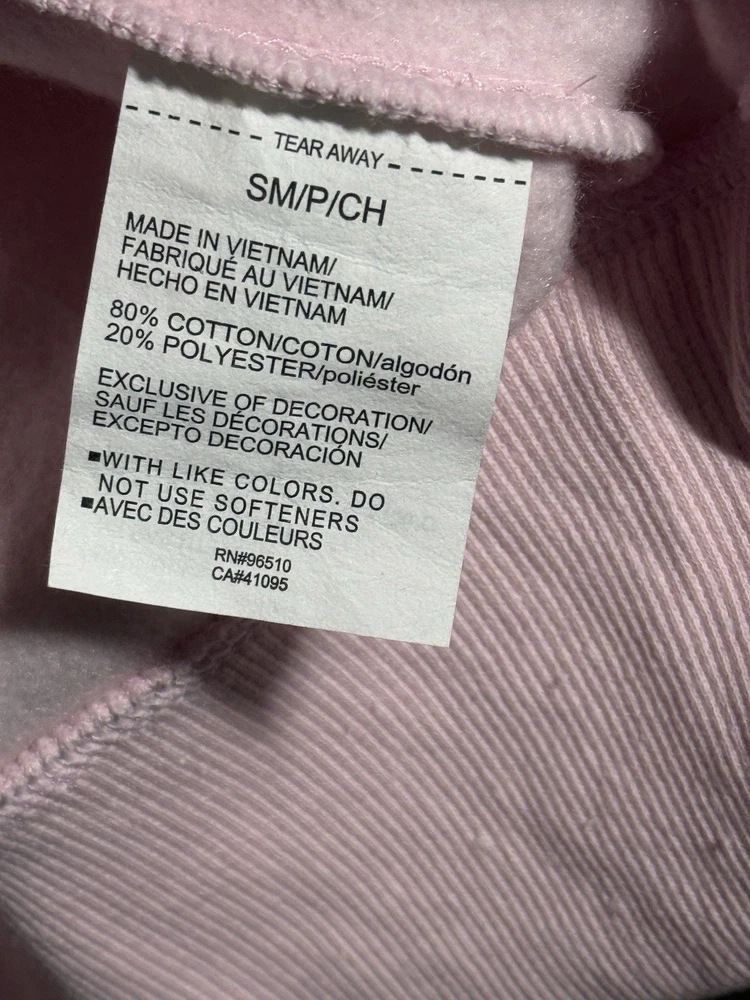 TEAR AWAY
SM/P/CH
MADE IN VIETNAM/
FABRIQUÉ AU VIETNAM/
HECHO EN VIETNAM
80% COTTON/COTON/algodón
20% POLYESTER/poliéster
EXCLUSIVE OF DECORATION/
SAUF LES DÉCORATIONS/
EXCEPTO DECORACIÓN
▪WITH LIKE COLORS. DO
NOT USE SOFTENERS
▪AVEC DES COULEURS
RN#96510
CA#41095